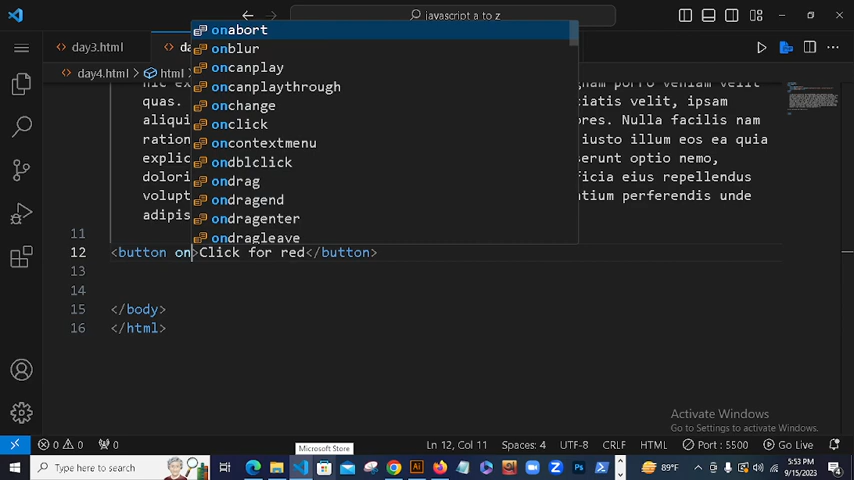 javascript a to z
day3.html
da
day4.html
html
onabort
onblur
oncanplay
oncanplaythrough
onchange
onclick
oncontextmenu
ondblclick
ondrag
ondragend
ondragenter
ondragleave
quas.
aliqui
nam
ration
explic
dolori
volupt
adipis
gnam porro veniam velit
ciatis velit, ipsam
ores. Nulla facilis nam
iusto illum eos ea quia
serunt optio nemo,
ficia eius repellendus
ntium perferendis unde
11
12 <button on>Click for red</button>
13
14
15 </body>
16 </html>
Activate Windows
Go to Settings to activate Windows.
Microsoft Store
0 0 0 Ln 12, Col 11 Spaces: 4 UTF-8 CRLF HTML Port : 5500 Go Live
Type here to search
89°F
5:53 PM
9/15/2023